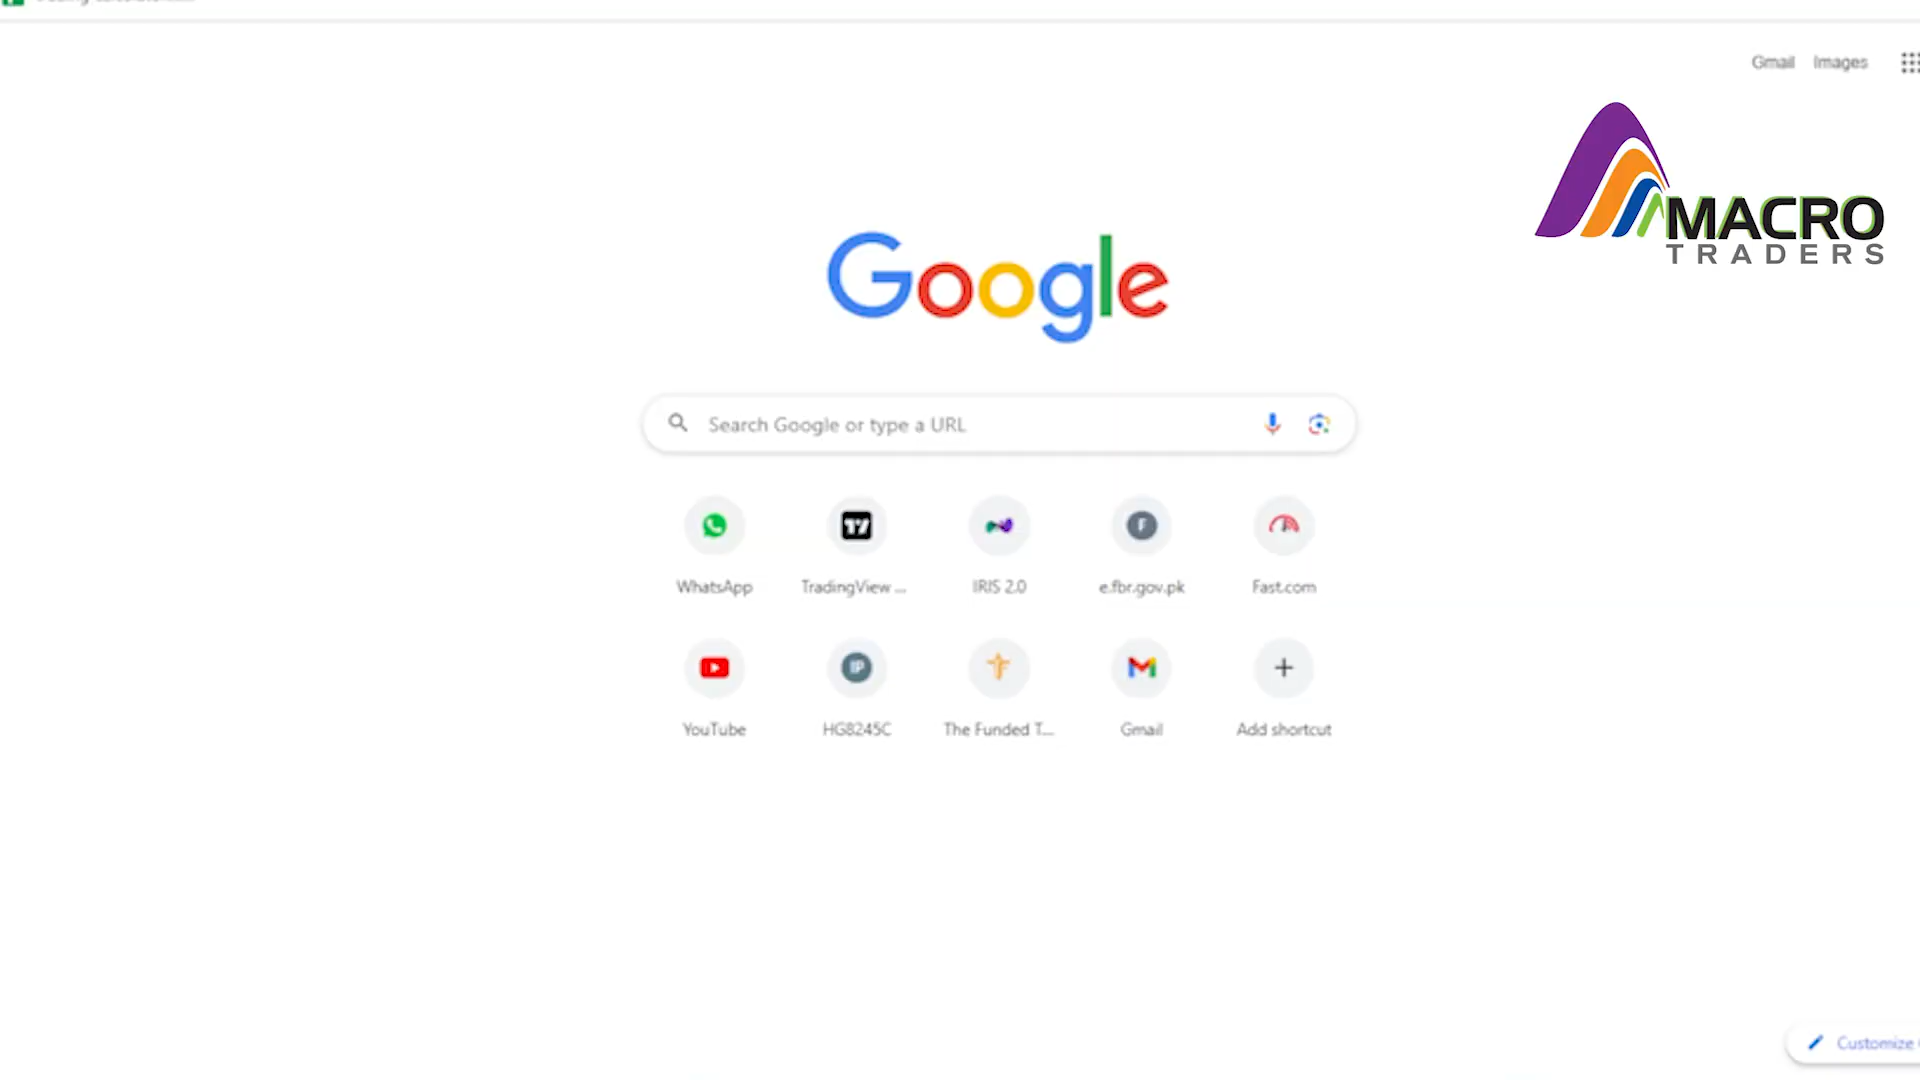 Gmail Images
MACRO
TRADERS
Google
Search Google or type a URL
WhatsApp TradingView ... IRIS 2.0 e.fbr.gov.pk Fast.com
YouTube HG8245C The Funded T... Gmail Add shortcut
Customize